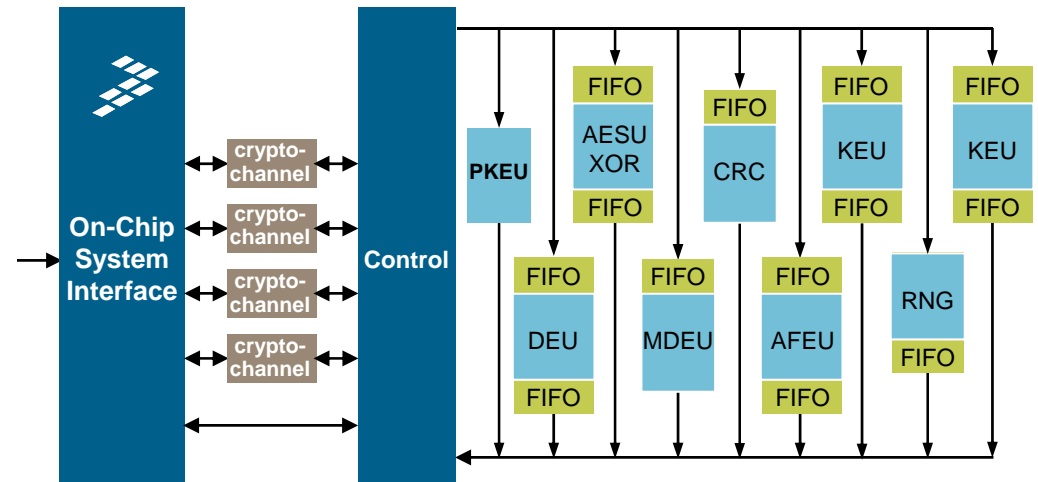 On-Chip
System
Interface
crypto-
channel
crypto-
channel
crypto-
channel
crypto-
channel
Control
PKEU
FIFO
DEU
FIFO
FIFO
AESU
XOR
FIFO
FIFO
MDEU
FIFO
CRC
FIFO
AFEU
FIFO
FIFO
KEU
FIFO
RNG
FIFO
FIFO
KEU
FIFO